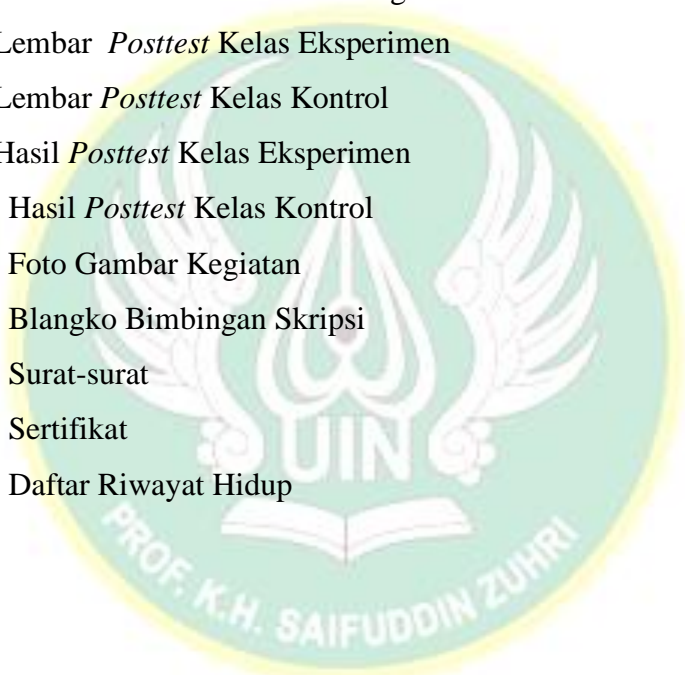 Lembar Posttest Kelas Eksperimen
Lembar Posttest Kelas Kontrol
Hasil Posttest Kelas Eksperimen
Hasil Posttest Kelas Kontrol
Foto Gambar Kegiatan
Blangko Bimbingan Skripsi
Surat-surat
Sertifikat
Daftar Riwayat Hidup
UIN
PROF. K.H. SAIFUDDIN ZUHRI